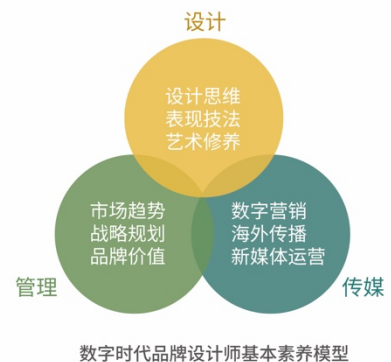 设计
设计思维
表现技法
艺术修养
市场趋势
战略规划
品牌价值
数字营销
海外传播
新媒体运营
管理
传媒
数字时代品牌设计师基本素养模型